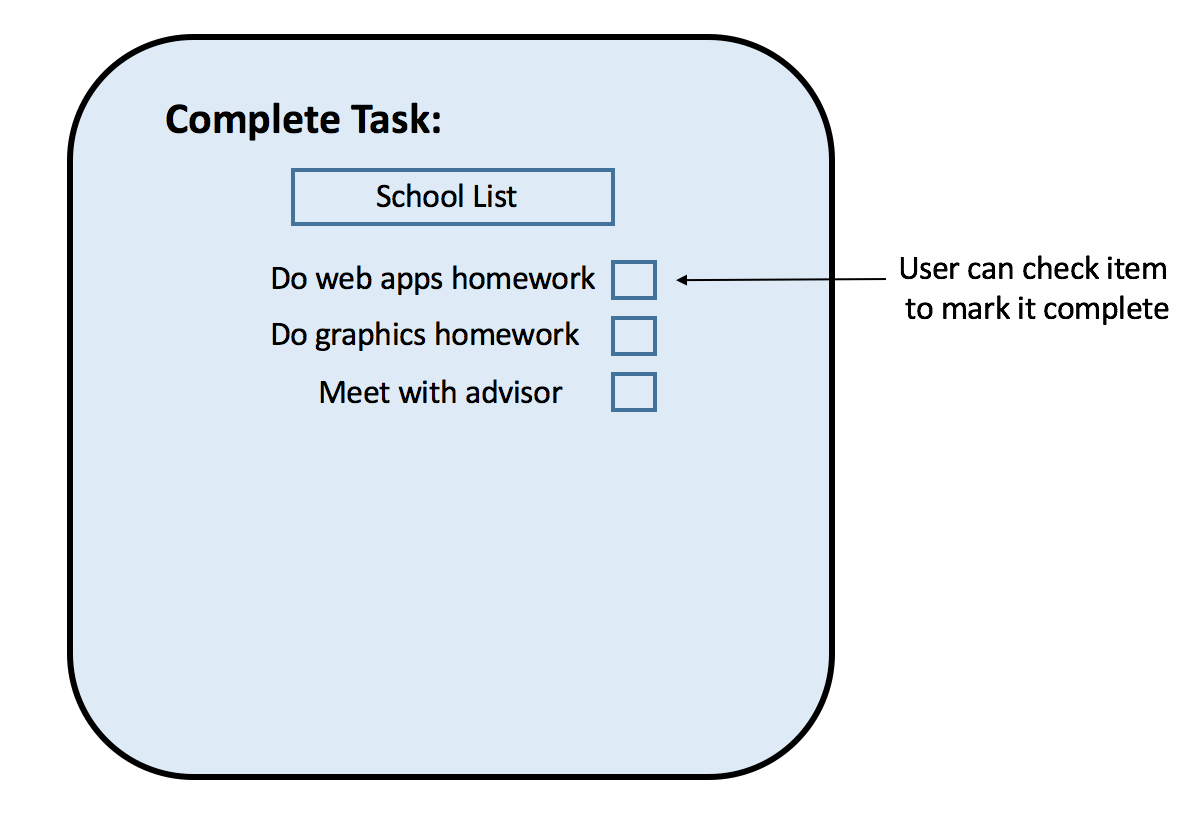 Complete Task:
School List
Do web apps homework
User can check item
to mark it complete
Do graphics homework
Meet with advisor